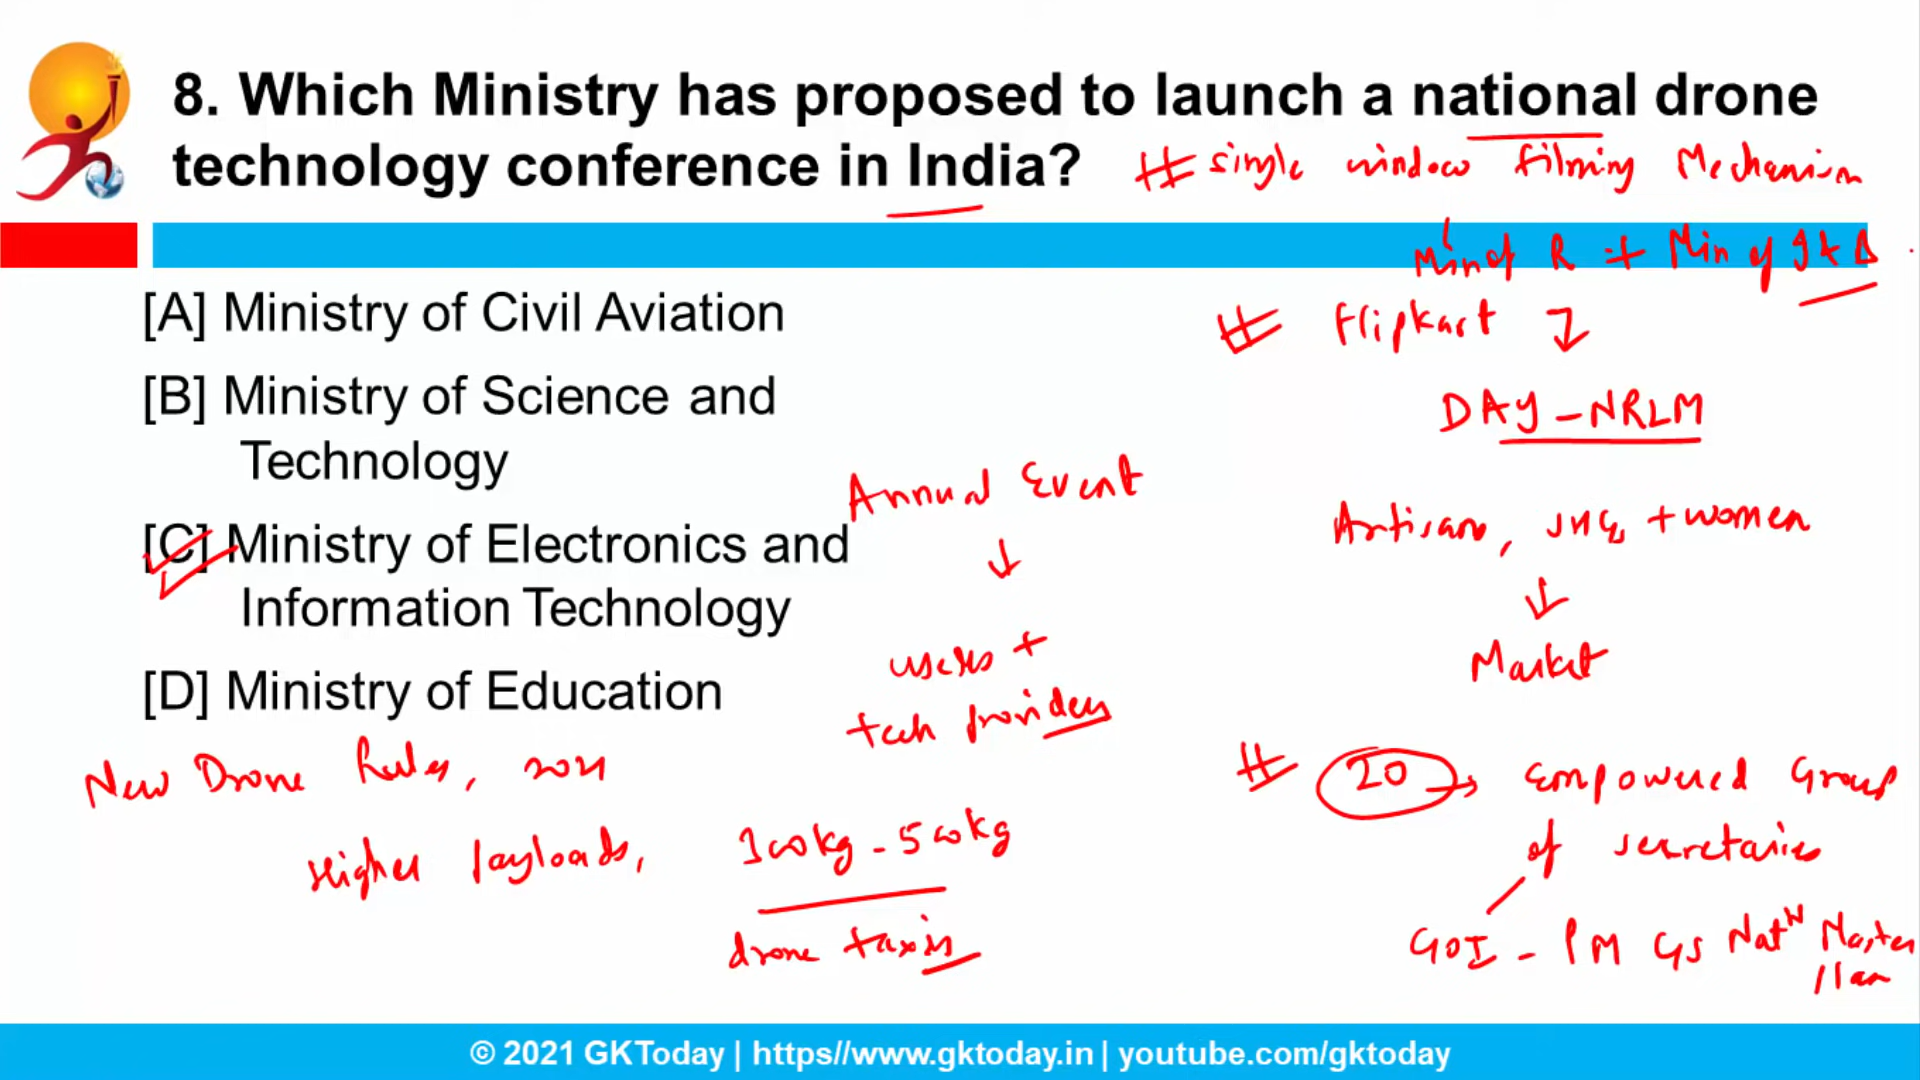 8. Which Ministry has proposed to launch a national drone
technology conference in India?
# single window filming Mechanism
Min of R + Min of I & B
[A] Ministry of Civil Aviation
[B] Ministry of Science and
Technology
[C] Ministry of Electronics and
Information Technology
[D] Ministry of Education
Annual Event
users +
tech providers
New Drone Rules, 2021
Higher payloads, 300kg - 500kg
drone taxis
# Flipkart
DAY - NRLM
Artisans, SHGs + women
Market
# 20 → Empowered Group
of secretaries
GOI - PM GS Natn Master
Plan
© 2021 GKToday | https//www.gktoday.in | youtube.com/gktoday